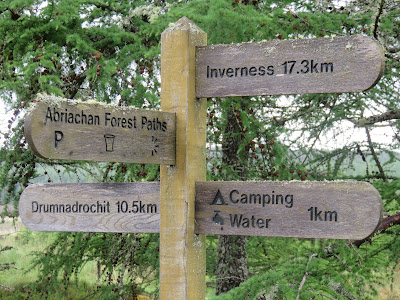 Inverness 17.3km
Abriachan Forest Paths
P
Drumnadrochit 10.5km
Camping
Water
1km